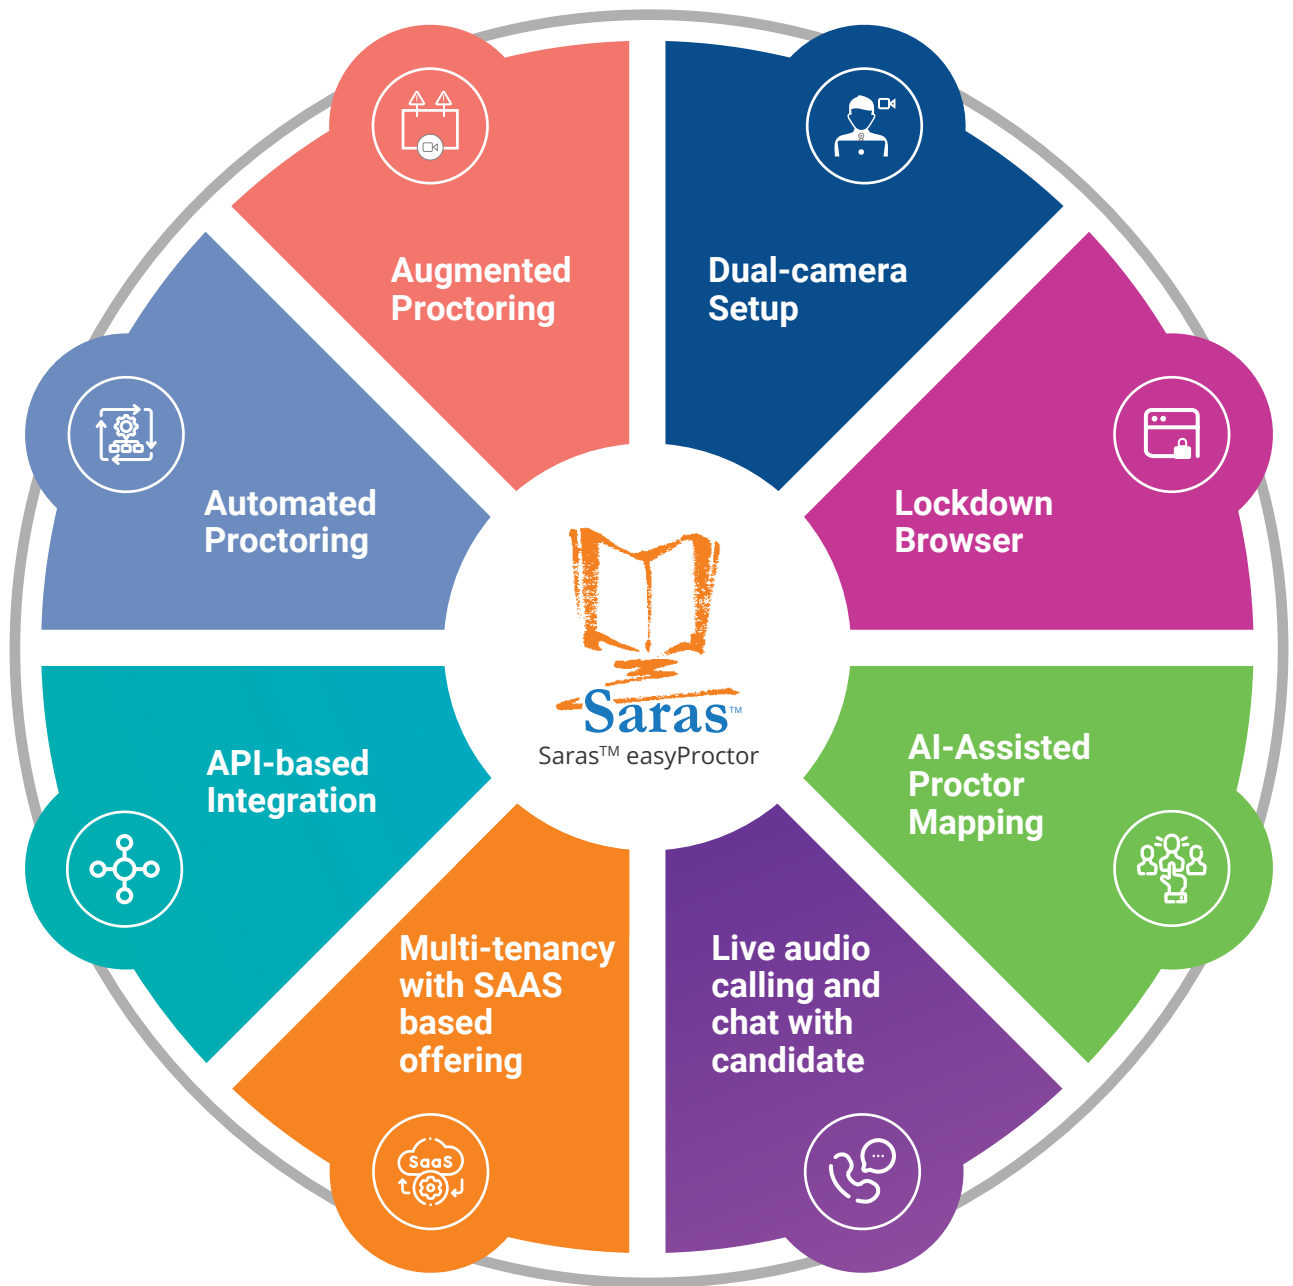 Augmented
Proctoring
Dual-camera
Setup
Lockdown
Browser
AI-Assisted
Proctor
Mapping
Live audio
calling and
chat with
candidate
Multi-tenancy
with SAAS
based
offering
SaaS
API-based
Integration
Automated
Proctoring
Saras™
Saras™ easyProctor